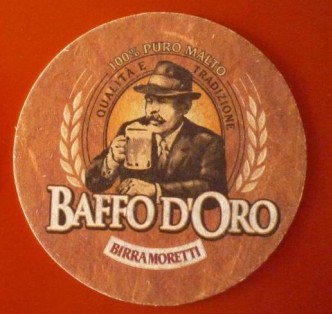 100% PURO MALTO
QUALITÀ E TRADIZIONE
BAFFO D'ORO
BIRRA MORETTI